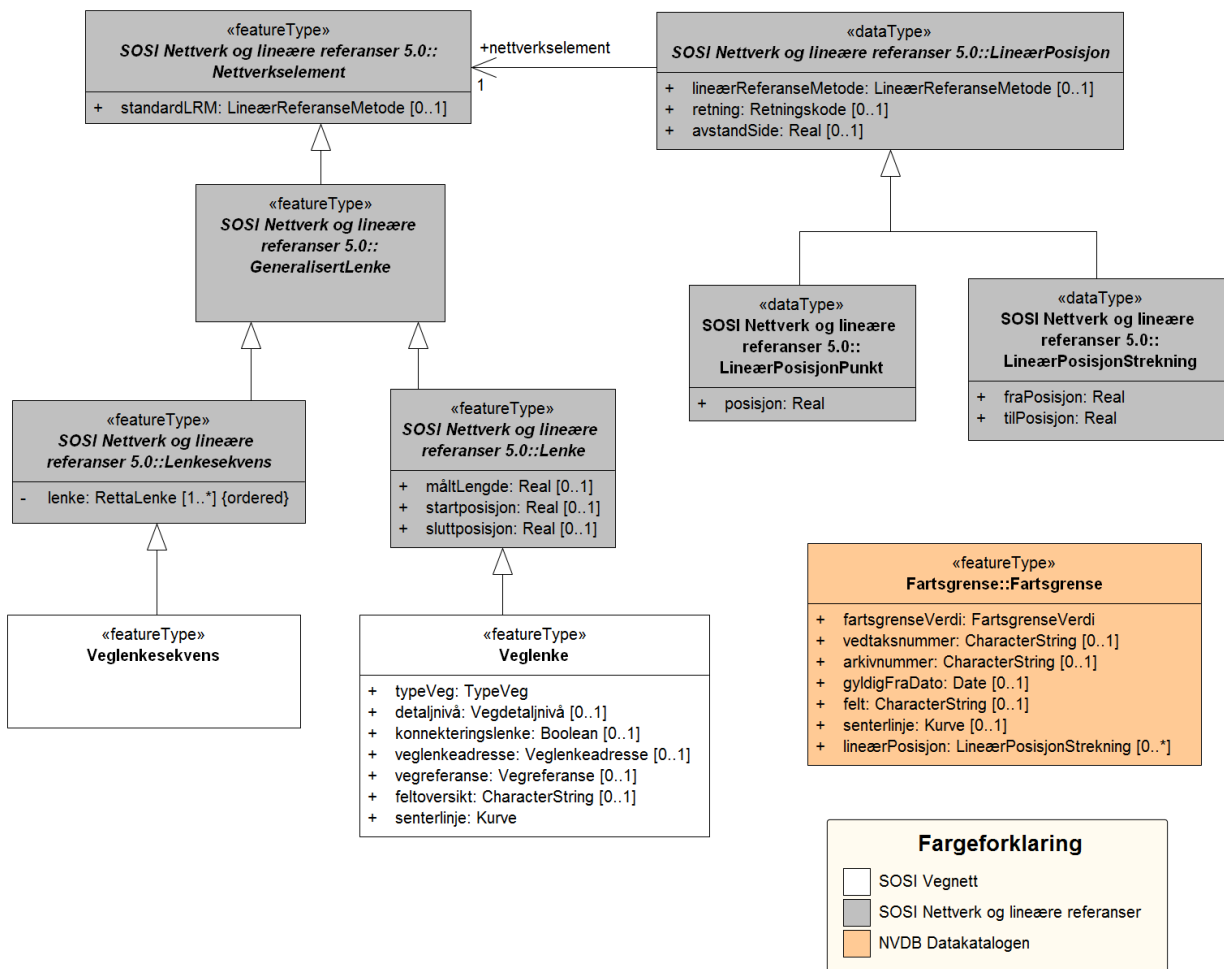 «featureType»
SOSI Nettverk og lineære referanser 5.0::
Nettverkselement
+ standardLRM: LineærReferanseMetode [0..1]
+nettverkselement
1
«dataType»
SOSI Nettverk og lineære referanser 5.0::LineærPosisjon
+ lineærReferanseMetode: LineærReferanseMetode [0..1]
+ retning: Retningskode [0..1]
+ avstandSide: Real [0..1]
«featureType»
SOSI Nettverk og lineære
referanser 5.0::
GeneralisertLenke
«dataType»
SOSI Nettverk og lineære
referanser 5.0::
LineærPosisjonPunkt
+ posisjon: Real
«dataType»
SOSI Nettverk og lineære
referanser 5.0::
LineærPosisjonStrekning
+ fraPosisjon: Real
+ tilPosisjon: Real
«featureType»
SOSI Nettverk og lineære
referanser 5.0::Lenkesekvens
- lenke: RettaLenke [1..*] {ordered}
«featureType»
SOSI Nettverk og lineære
referanser 5.0::Lenke
+ måltLengde: Real [0..1]
+ startposisjon: Real [0..1]
+ sluttposisjon: Real [0..1]
«featureType»
Veglenkesekvens
«featureType»
Veglenke
+ typeVeg: TypeVeg
+ detaljnivå: Vegdetaljnivå [0..1]
+ konnekteringslenke: Boolean [0..1]
+ veglenkeadresse: Veglenkeadresse [0..1]
+ vegreferanse: Vegreferanse [0..1]
+ feltoversikt: CharacterString [0..1]
+ senterlinje: Kurve
«featureType»
Fartsgrense::Fartsgrense
+ fartsgrenseVerdi: FartsgrenseVerdi
+ vedtaksnummer: CharacterString [0..1]
+ arkivnummer: CharacterString [0..1]
+ gyldigFraDato: Date [0..1]
+ felt: CharacterString [0..1]
+ senterlinje: Kurve [0..1]
+ lineærPosisjon: LineærPosisjonStrekning [0..*]
Fargeforklaring
SOSI Vegnett
SOSI Nettverk og lineære referanser
NVDB Datakatalogen